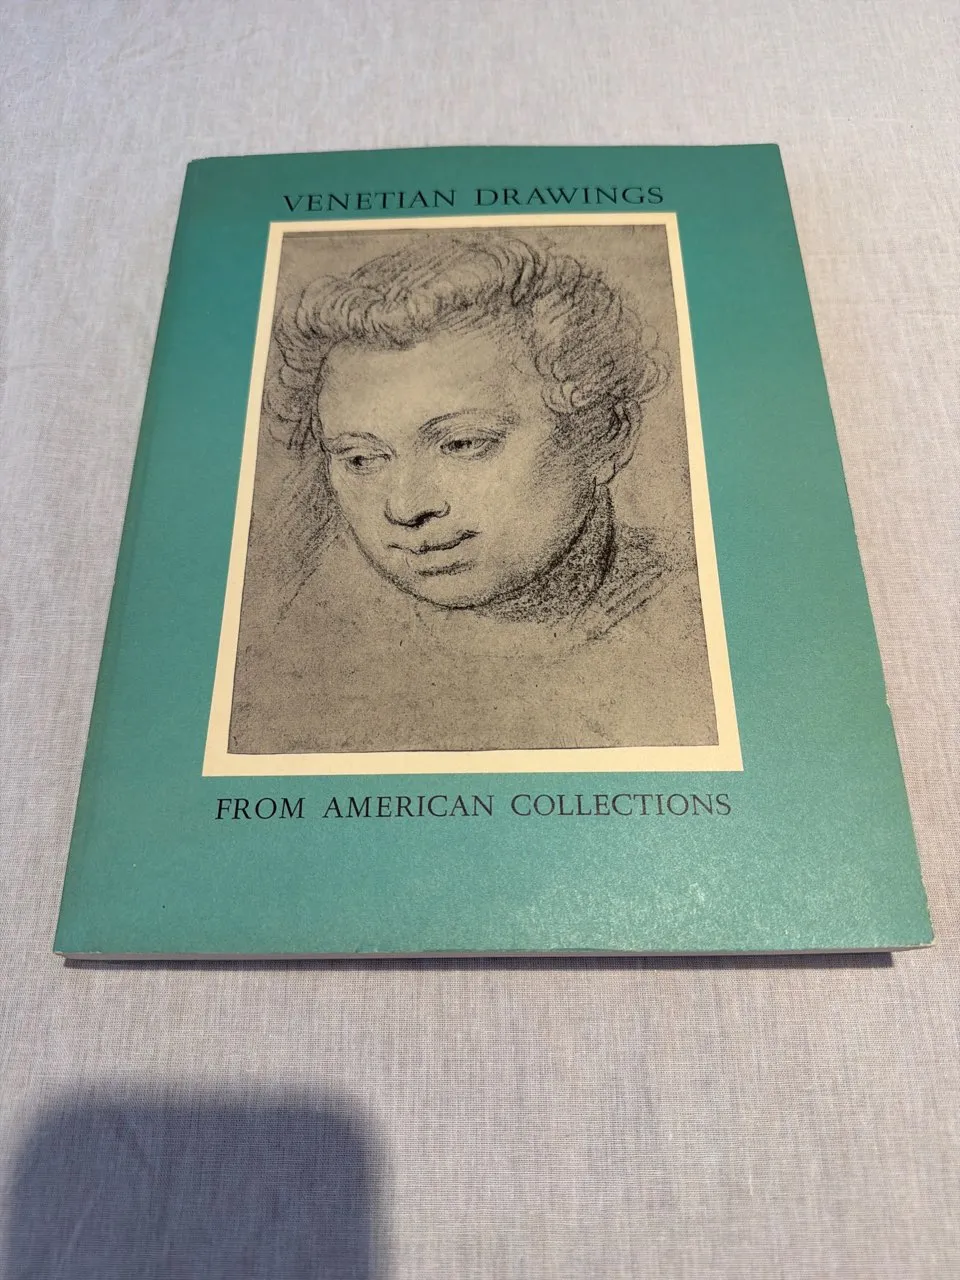 VENETIAN DRAWINGS
FROM AMERICAN COLLECTIONS